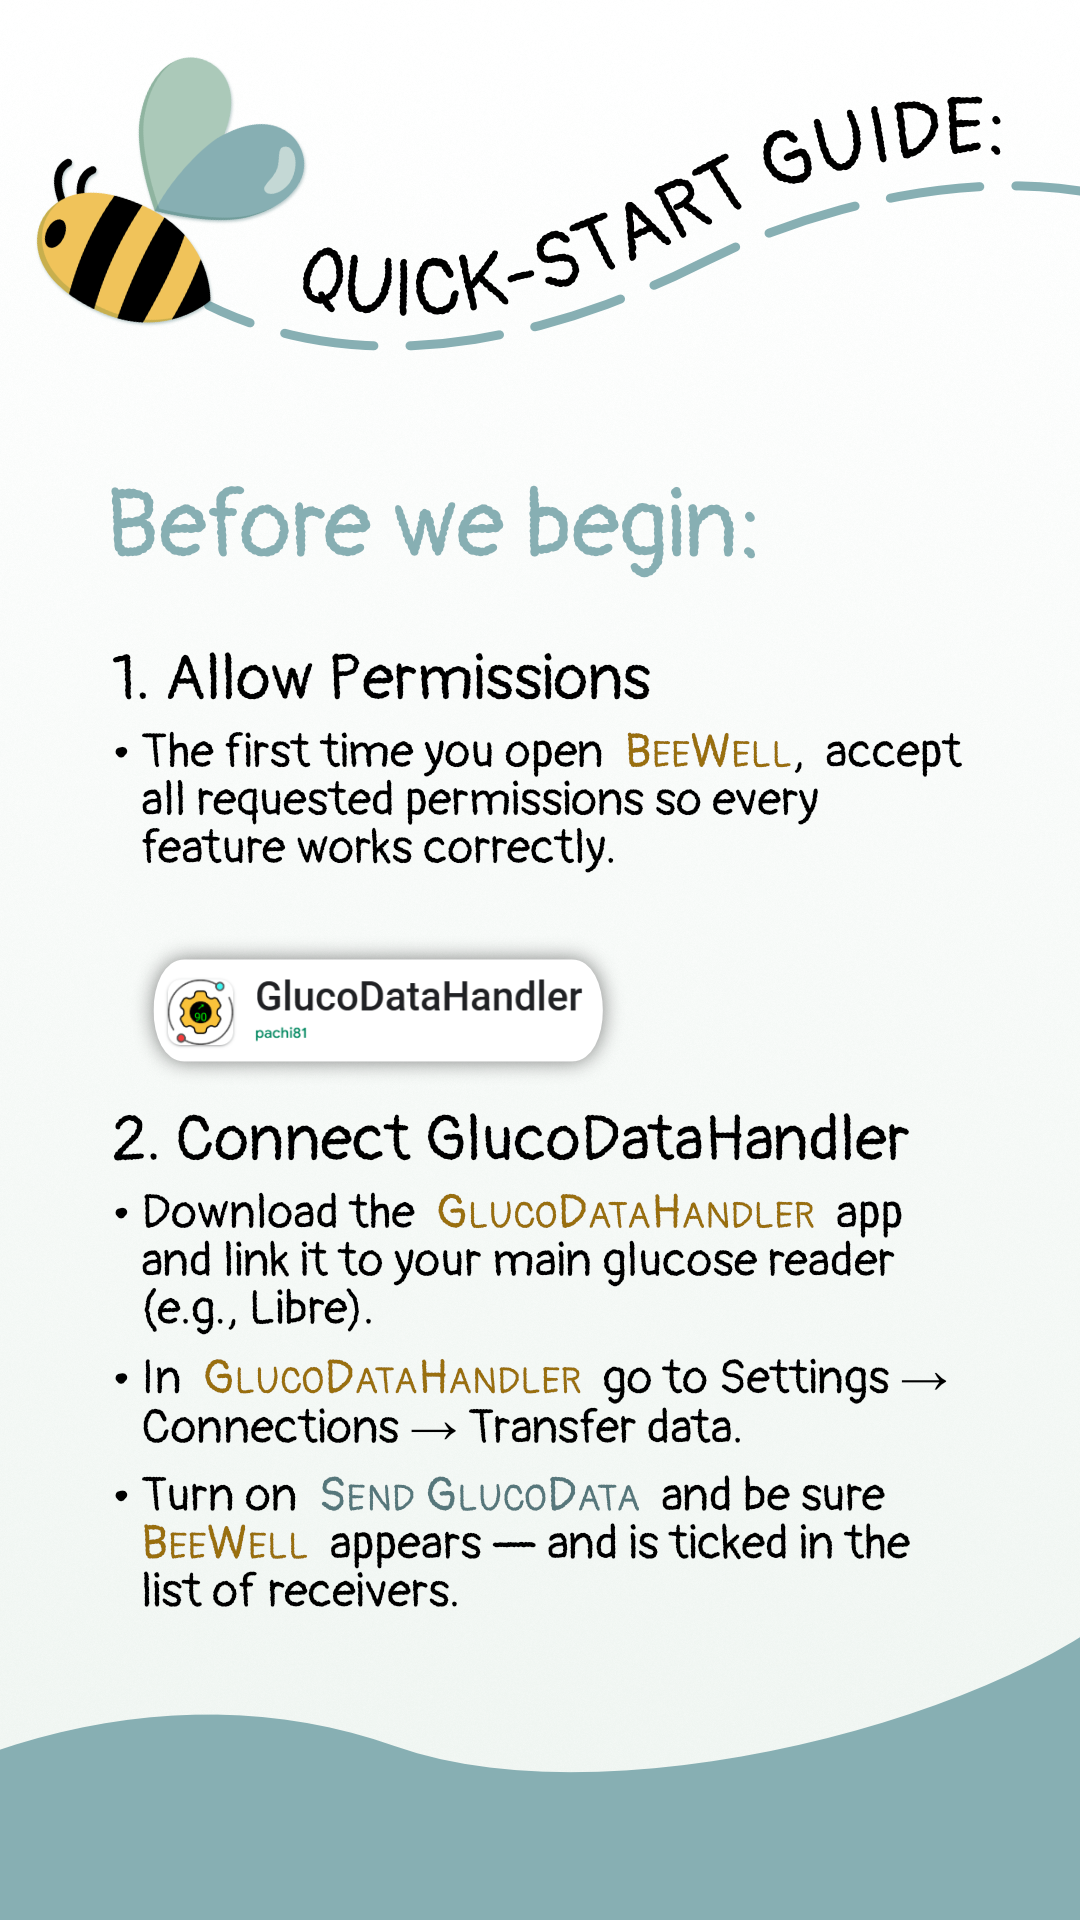 QUICK-START GUIDE:
Before we begin:
1. Allow Permissions
• The first time you open BEEWELL, accept
all requested permissions so every
feature works correctly.
90
GlucoDataHandler
pachi81
2. Connect GlucoDataHandler
• Download the GLUCODATAHANDLER app
and link it to your main glucose reader
(e.g., Libre).
• In GLUCODATAHANDLER go to Settings →
Connections → Transfer data.
• Turn on SEND GLUCODATA and be sure
BEEWELL appears — and is ticked in the
list of receivers.